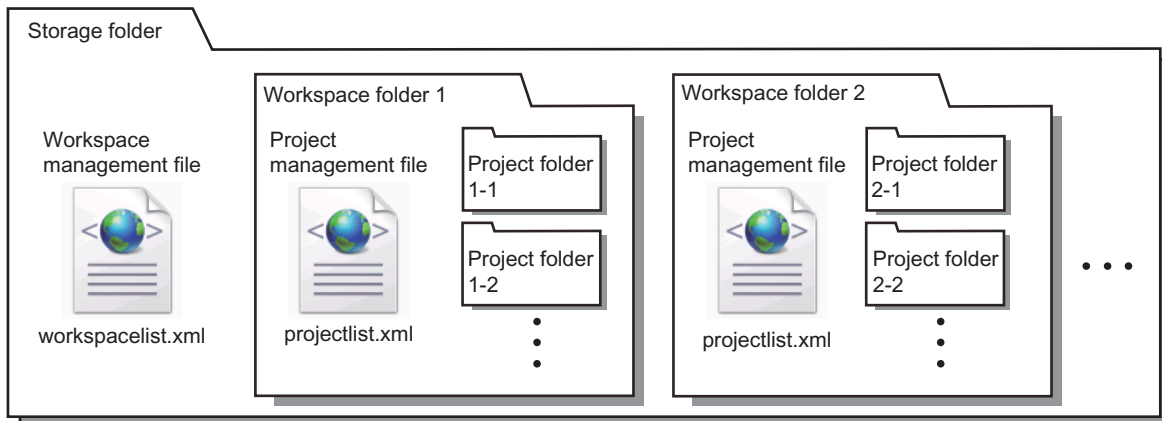 Storage folder
Workspace
management file
workspacelist.xml
Workspace folder 1
Project
management file
projectlist.xml
Project folder
1-1
Project folder
1-2
Workspace folder 2
Project
management file
projectlist.xml
Project folder
2-1
Project folder
2-2